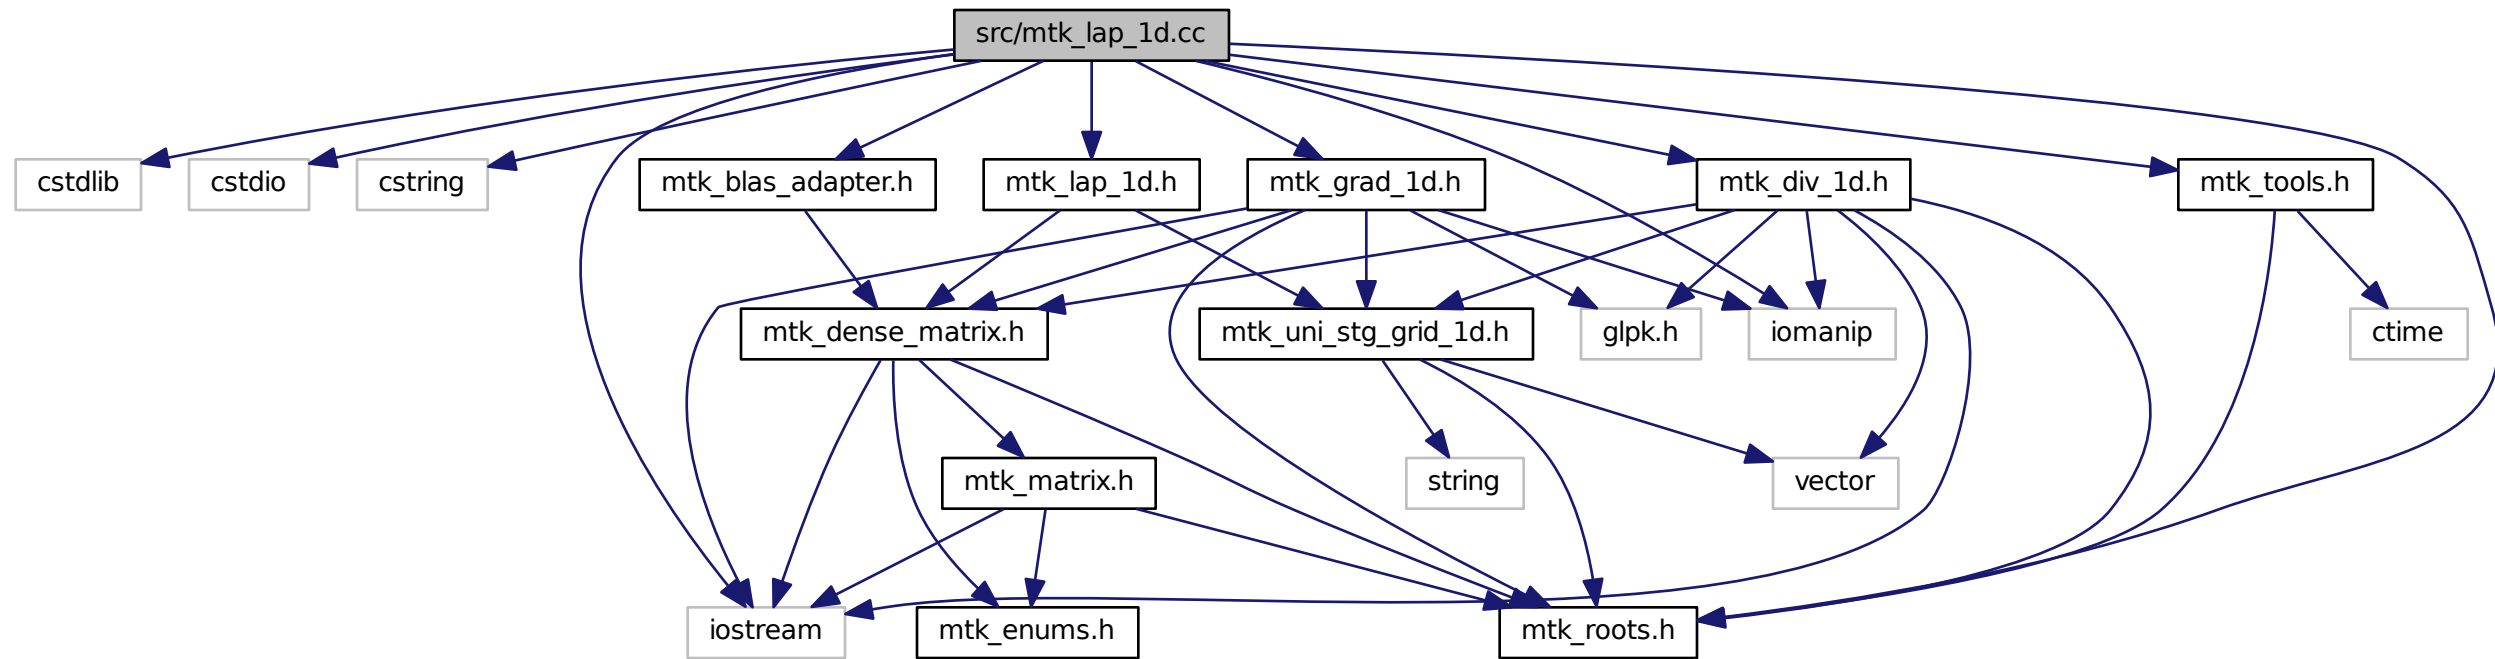 src/mtk_lap_1d.cc
cstdlib
cstdio
cstring
mtk_blas_adapter.h
mtk_lap_1d.h
mtk_grad_1d.h
mtk_div_1d.h
mtk_tools.h
mtk_dense_matrix.h
mtk_uni_stg_grid_1d.h
glpk.h
iomanip
ctime
mtk_matrix.h
string
vector
iostream
mtk_enums.h
mtk_roots.h